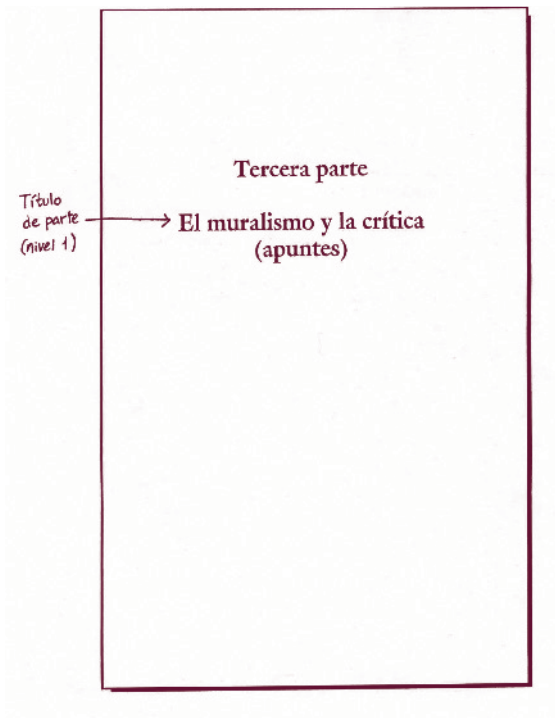 Tercera parte
Título
de parte
(nivel 1)
El muralismo y la crítica
(apuntes)